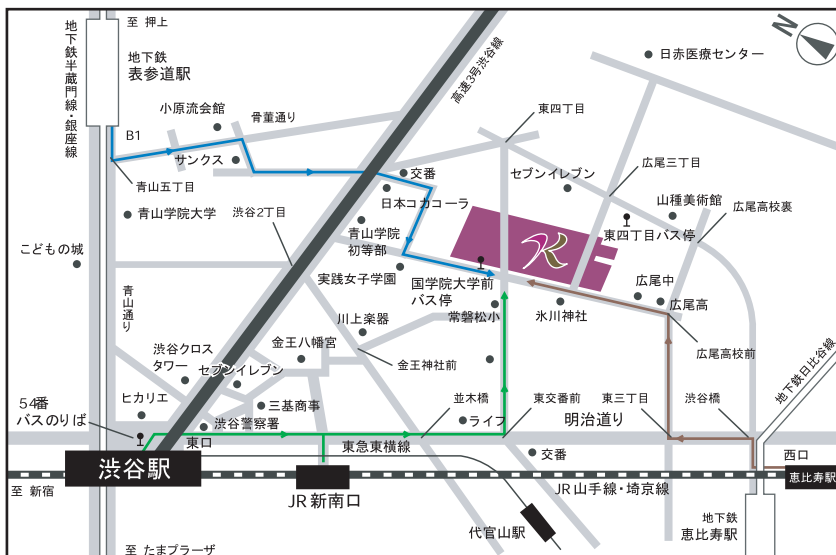 至 押上
地下鉄半蔵門線・銀座線
地下鉄
表参道駅
小原流会館
骨董通り
高速3号渋谷線
N
日赤医療センター
東四丁目
B1
サンクス
青山五丁目
交番
日本コカコーラ
セブンイレブン
広尾三丁目
山種美術館
広尾高校裏
東四丁目バス停
青山学院大学
渋谷2丁目
青山学院
初等部
K
こどもの城
実践女子学園
国学院大学前
バス停
広尾中
広尾高
青山通り
川上楽器
常磐松小
氷川神社
渋谷クロス
タワー
金王八幡宮
セブンイレブン
金王神社前
広尾高校前
地下鉄日比谷線
54番
バスのりば
ヒカリエ
三基商事
渋谷警察署
並木橋
ライフ
東交番前
明治道り
東三丁目
渋谷橋
東口
東急東横線
交番
西口
渋谷駅
至 新宿
JR新南口
JR山手線・埼京線
恵比寿駅
代官山駅
地下鉄
恵比寿駅
至 たまプラーザ